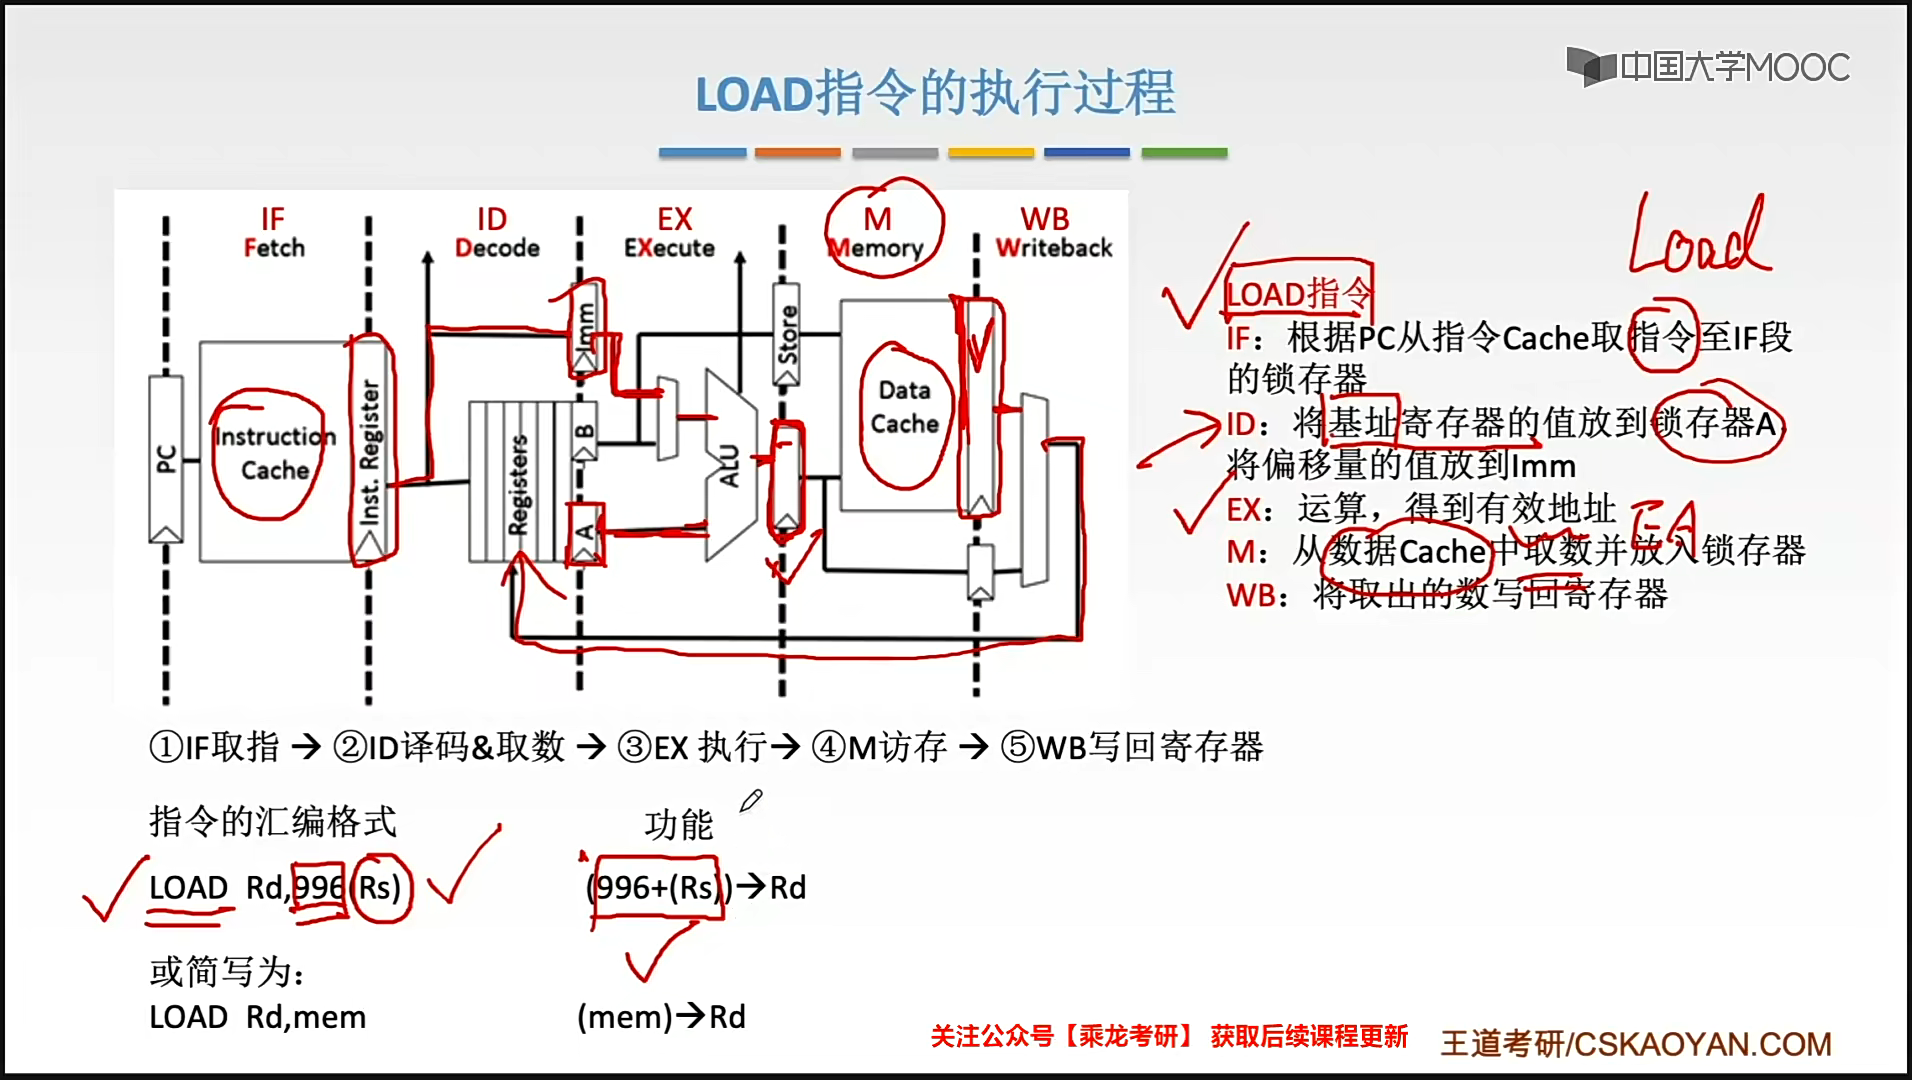 中国大学MOOC
LOAD指令的执行过程
IF ID EX M WB
Fetch Decode EXecute Memory Writeback
PC
Instruction
Cache
Inst. Register
Registers
Imm
B
A
ALU
Store
Data
Cache
Load
LOAD指令
IF：根据PC从指令Cache取指令至IF段
的锁存器
ID：将基址寄存器的值放到锁存器A，
将偏移量的值放到Imm
EX：运算，得到有效地址 EA
M：从数据Cache中取数并放入锁存器
WB：将取出的数写回寄存器
①IF取指 → ②ID译码&取数 → ③EX 执行→ ④M访存 → ⑤WB写回寄存器
指令的汇编格式 功能
LOAD Rd,996(Rs) (996+(Rs))→Rd
或简写为：
LOAD Rd,mem (mem)→Rd
关注公众号【乘龙考研】 获取后续课程更新
王道考研/CSKAOYAN.COM